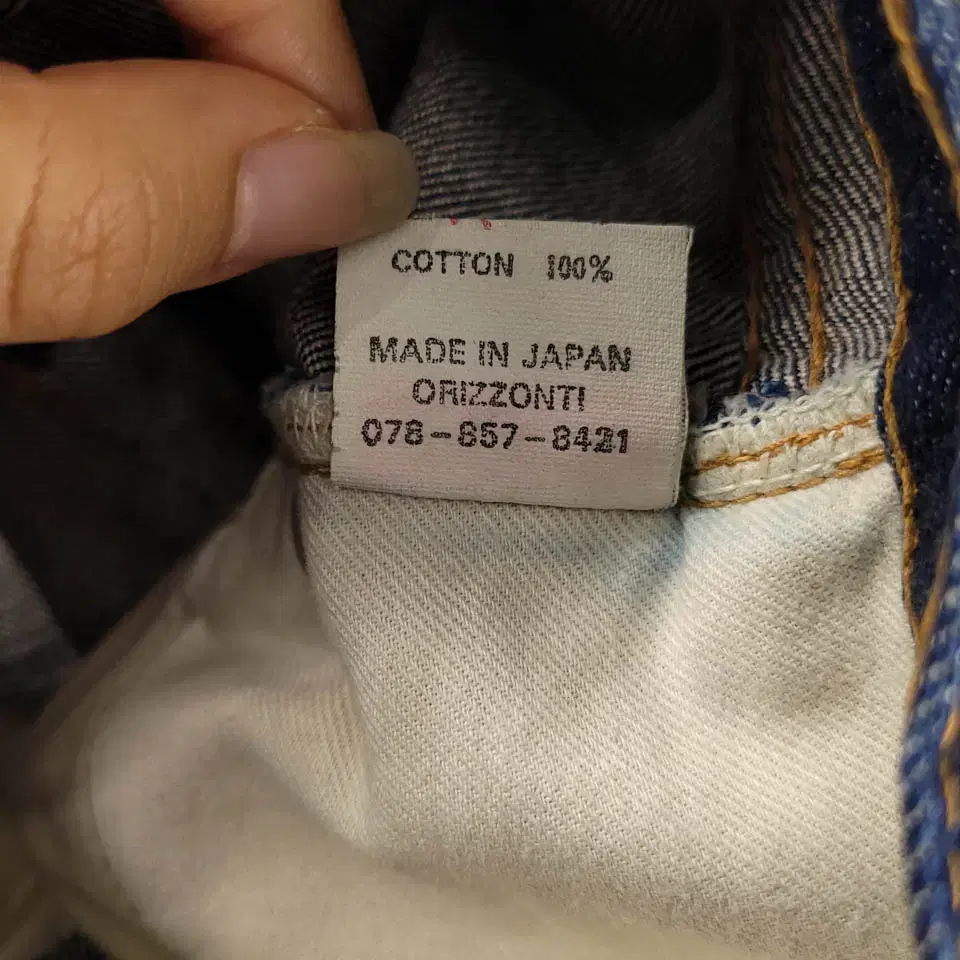 COTTON 100%
MADE IN JAPAN
ORIZZONTI
078-857-8421